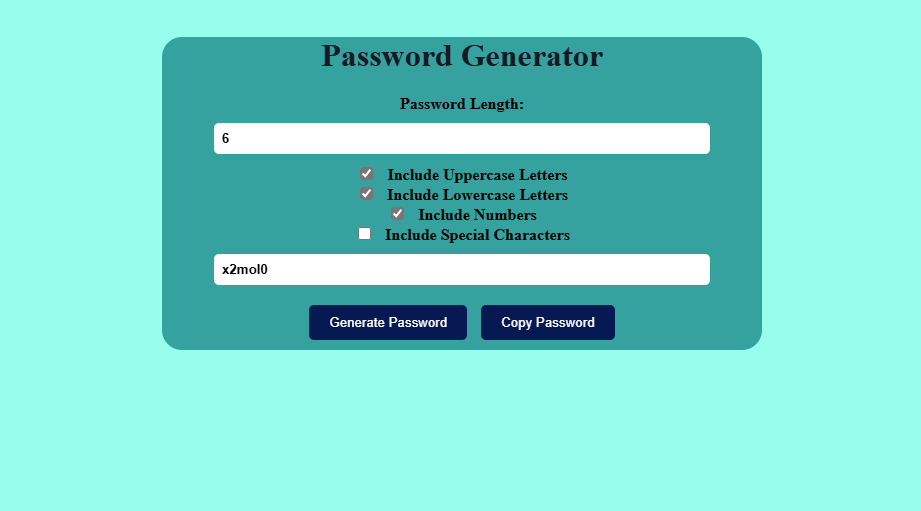 Password Generator
Password Length:
6
Include Uppercase Letters
Include Lowercase Letters
Include Numbers
Include Special Characters
x2mol0
Generate Password Copy Password